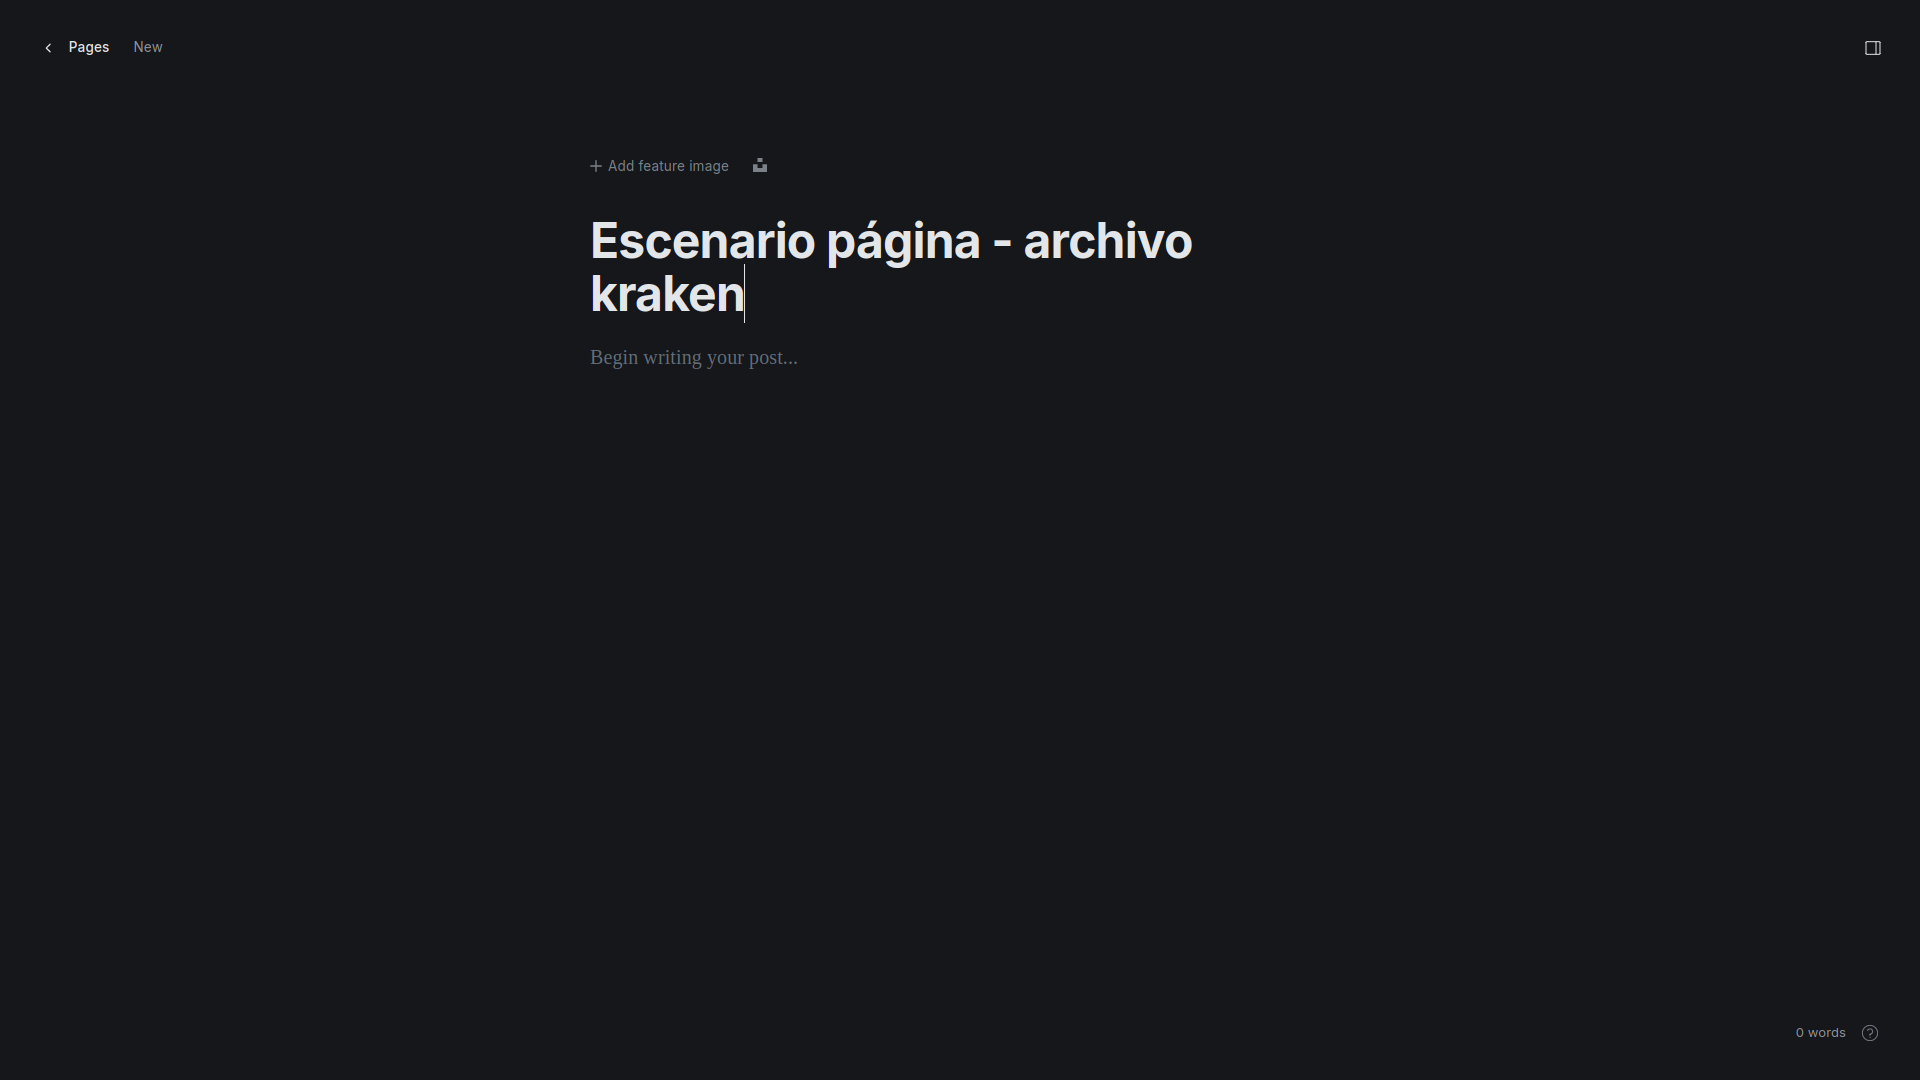 Pages New
Add feature image
Escenario página - archivo
kraken
Begin writing your post...
0 words